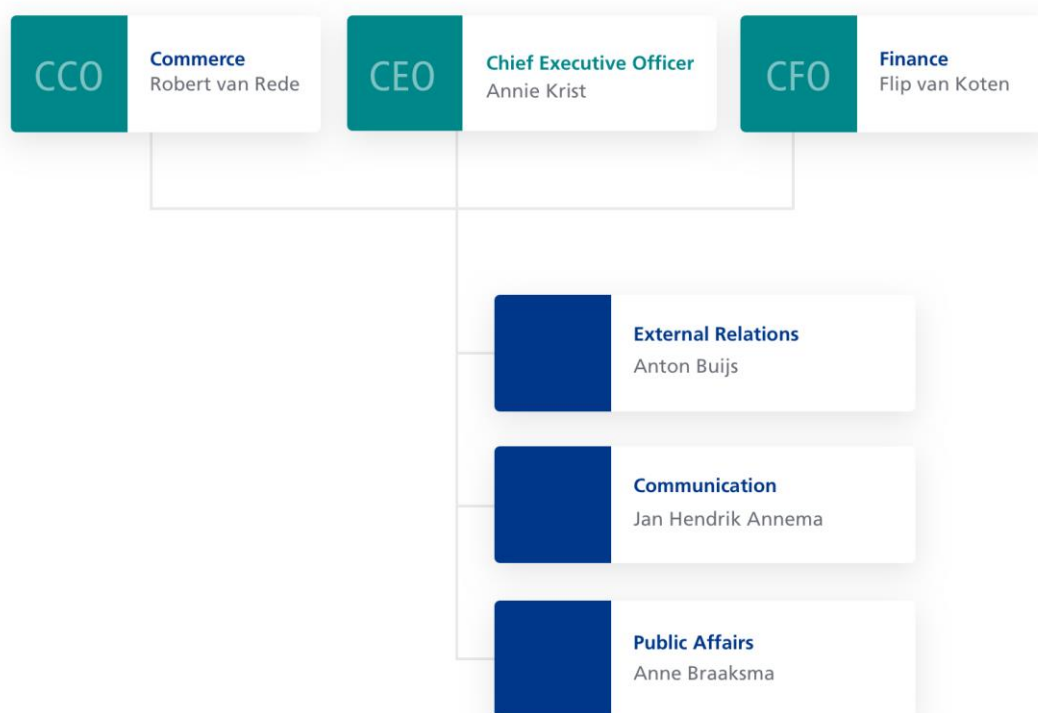 CCO
Commerce
Robert van Rede
CEO
Chief Executive Officer
Annie Krist
CFO
Finance
Flip van Koten
External Relations
Anton Buijs
Communication
Jan Hendrik Annema
Public Affairs
Anne Braaksma